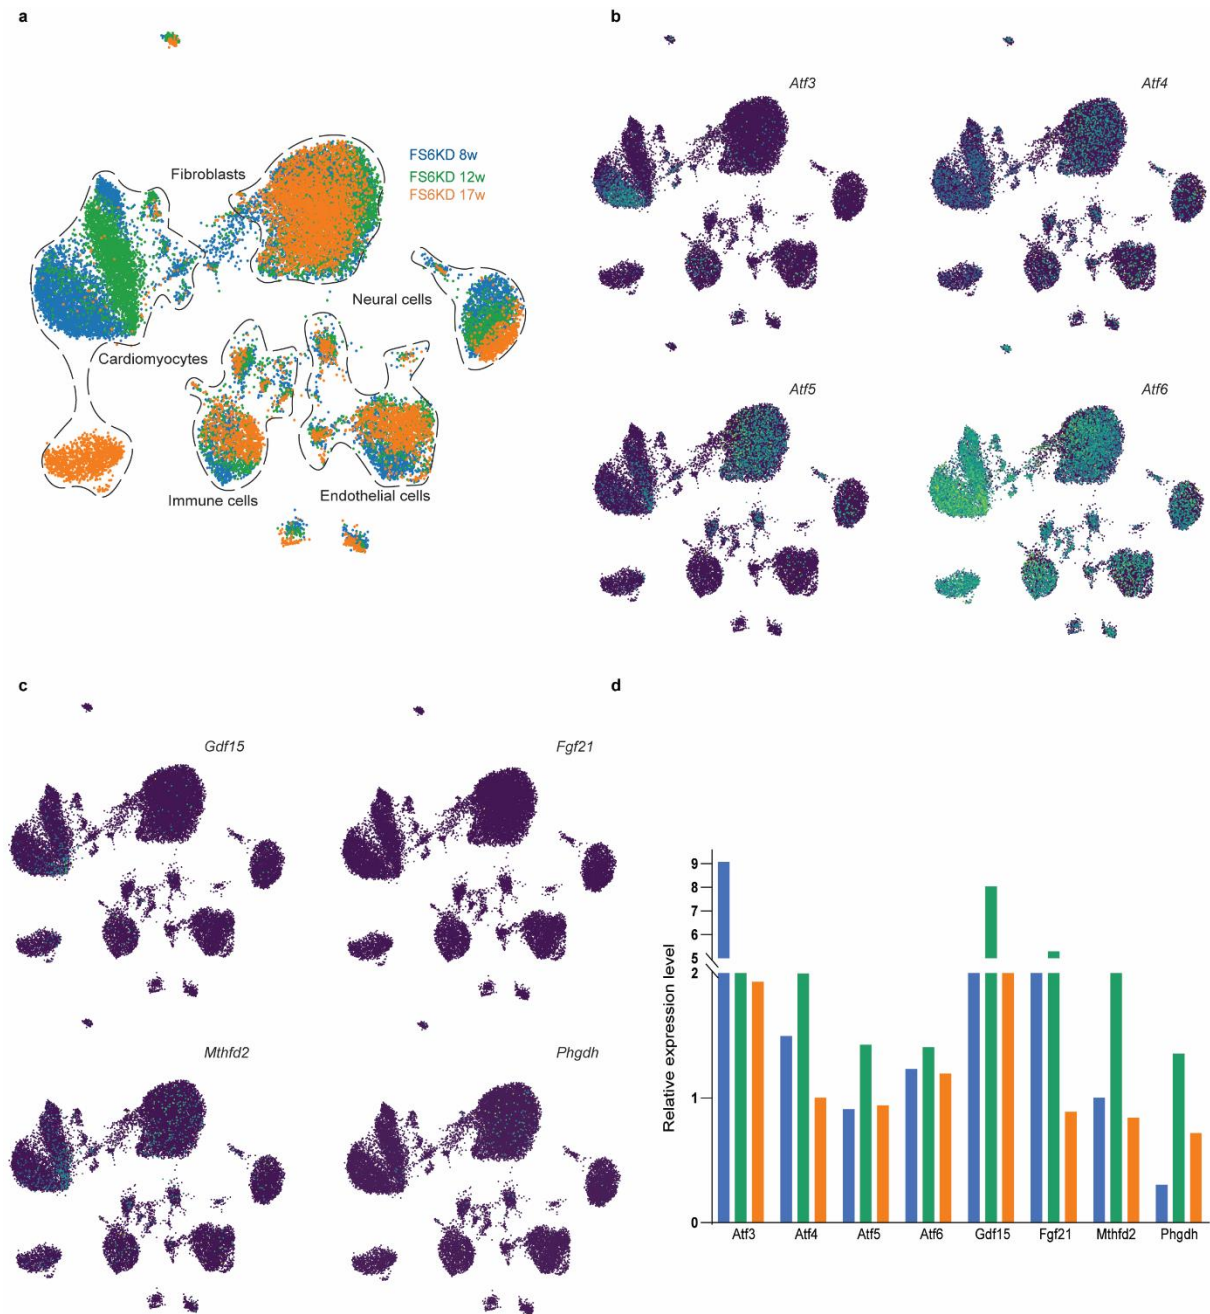 a
Fibroblasts
FS6KD 8w
FS6KD 12w
FS6KD 17w
Neural cells
Cardiomyocytes
Immune cells
Endothelial cells
b
Atf3
Atf4
Atf5
Atf6
c
Gdf15
Fgf21
Mthfd2
Phgdh
d
Relative expression level
9
8
7
6
5
2
1
0
Atf3 Atf4 Atf5 Atf6 Gdf15 Fgf21 Mthfd2 Phgdh